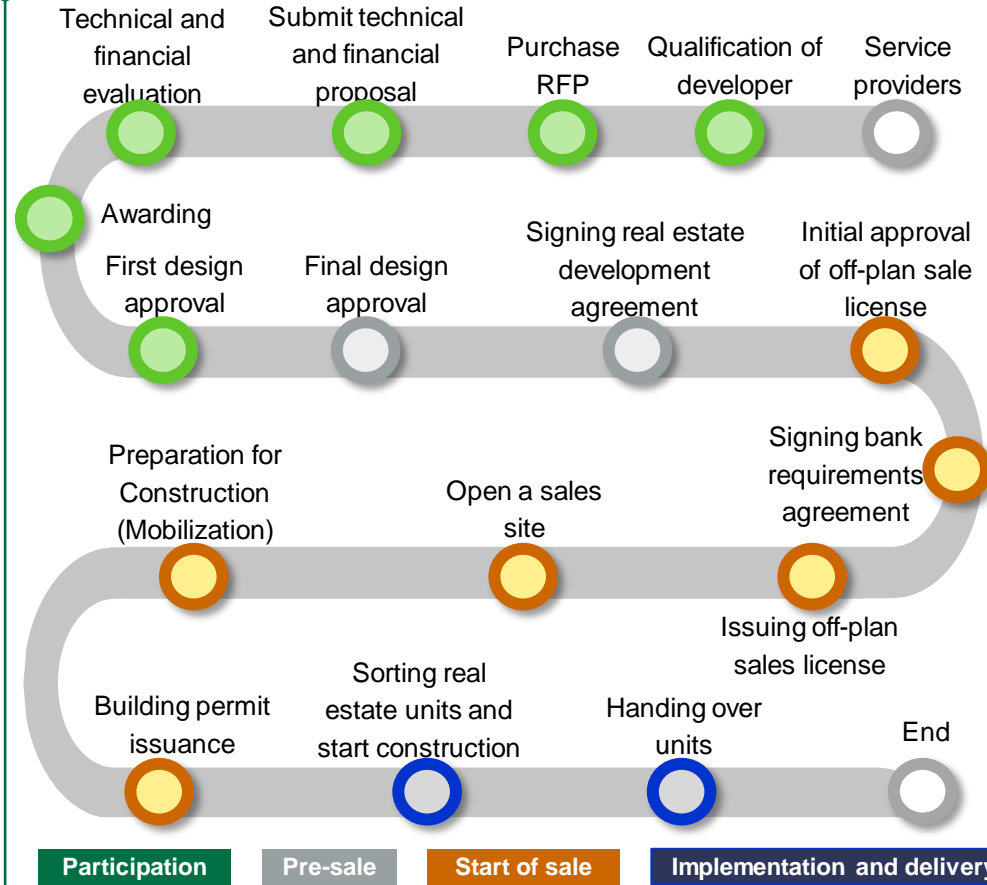 Technical and
financial
evaluation
Submit technical
and financial
proposal
Purchase
RFP
Qualification of
developer
Service
providers
Awarding
First design
approval
Final design
approval
Signing real estate
development
agreement
Initial approval
of off-plan sale
license
Preparation for
Construction
(Mobilization)
Open a sales
site
Signing bank
requirements
agreement
Issuing off-plan
sales license
Building permit
issuance
Sorting real
estate units and
start construction
Handing over
units
End
Participation
Pre-sale
Start of sale
Implementation and delivery